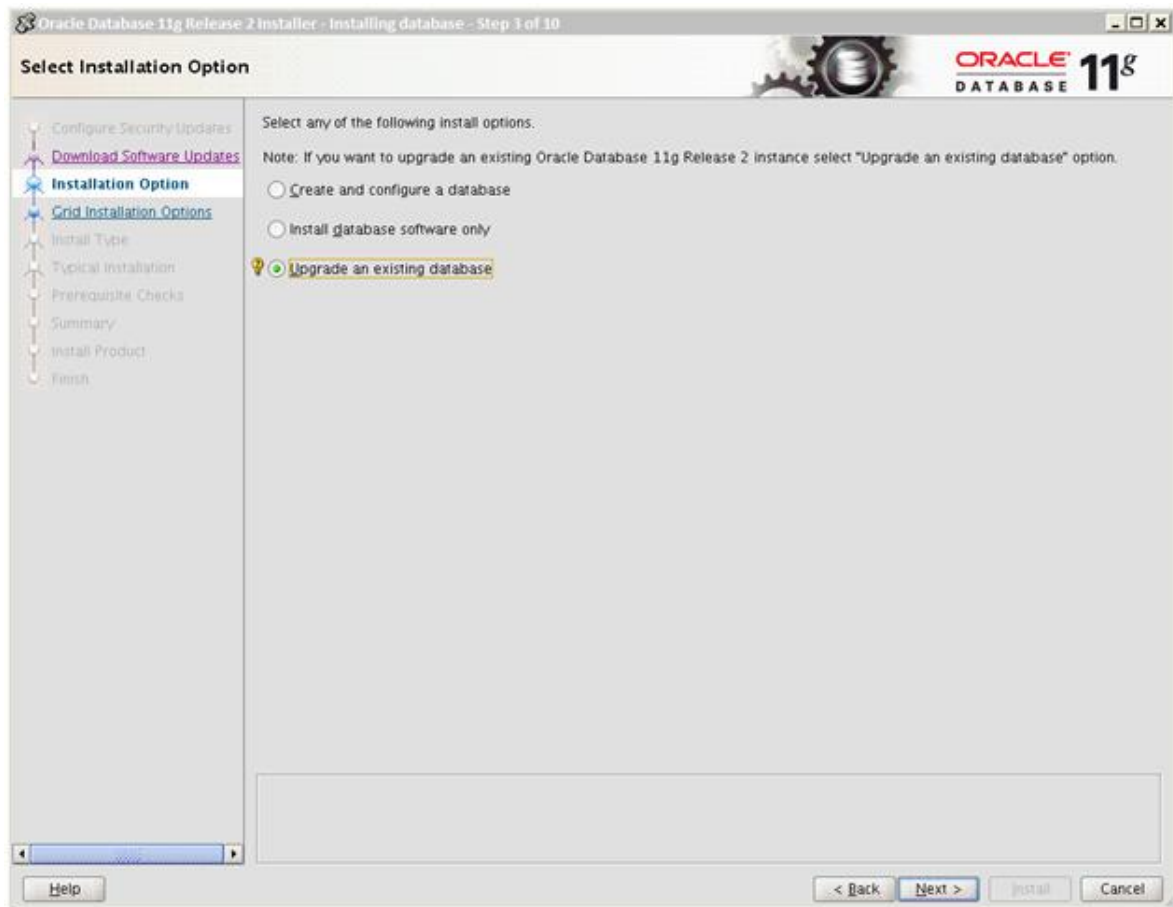 Oracle Database 11g Release 2 Installer - Installing database - Step 3 of 10
Select Installation Option
ORACLE
DATABASE
11g
Configure Security Updates
Download Software Updates
Installation Option
Grid Installation Options
Install Type
Typical Installation
Prerequisite Checks
Summary
Install Product
Finish
Select any of the following install options.
Note: If you want to upgrade an existing Oracle Database 11g Release 2 instance select "Upgrade an existing database" option.
Create and configure a database
Install database software only
Upgrade an existing database
Help
< Back
Next >
Install
Cancel